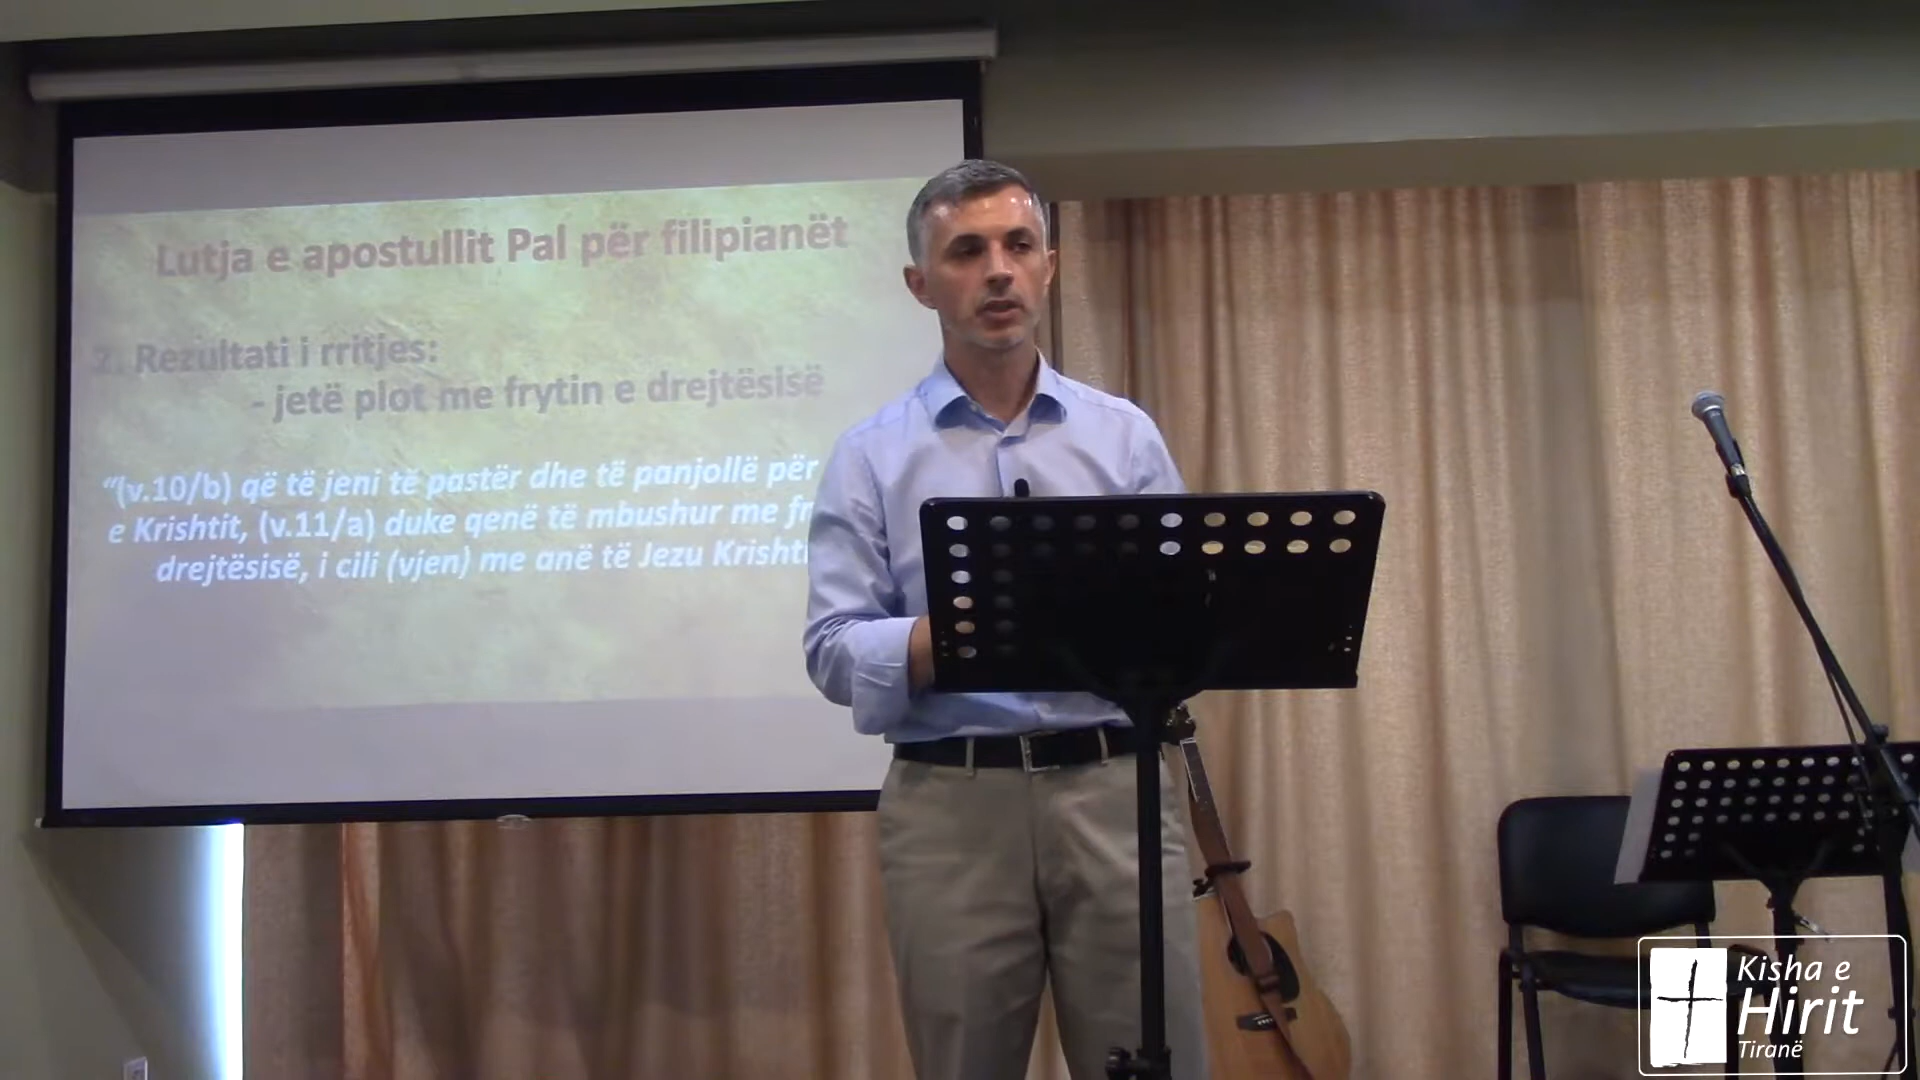 Lutja e apostullit Pal për filipianët
2. Rezultati i rritjes:
- jetë plot me frytin e drejtësisë
“(v.10/b) që të jeni të pastër dhe të panjollë për
e Krishtit, (v.11/a) duke qenë të mbushur me
drejtësisë, i cili (vjen) me anë të Jezu
Kisha e
Hirit
Tiranë